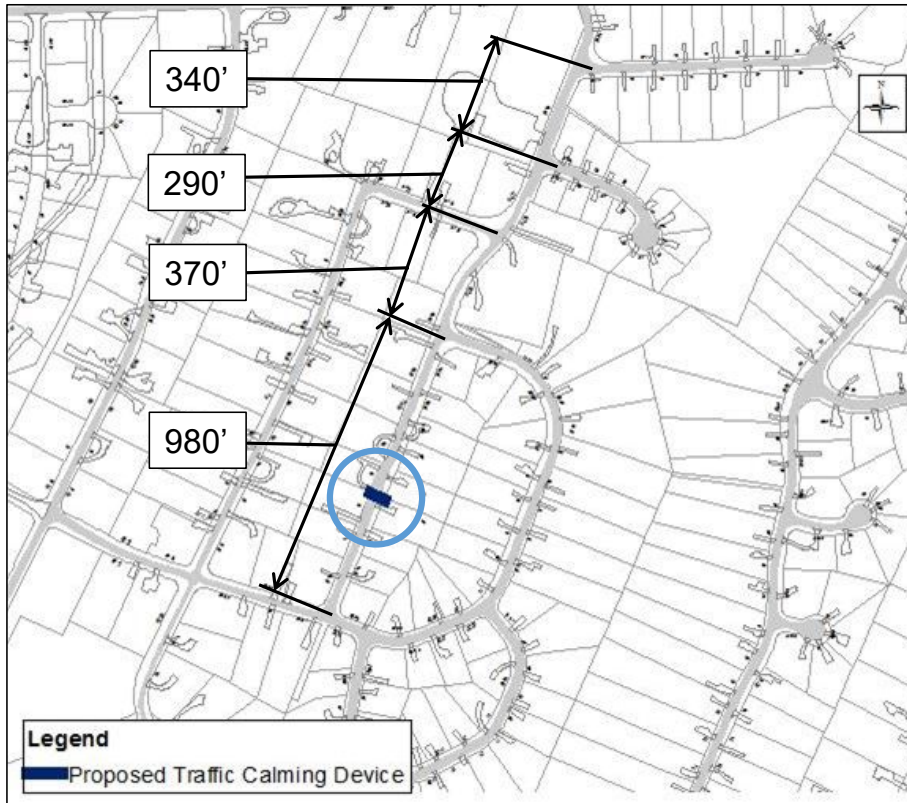 340’
N
290’
370’
980’
Legend
Proposed Traffic Calming Device